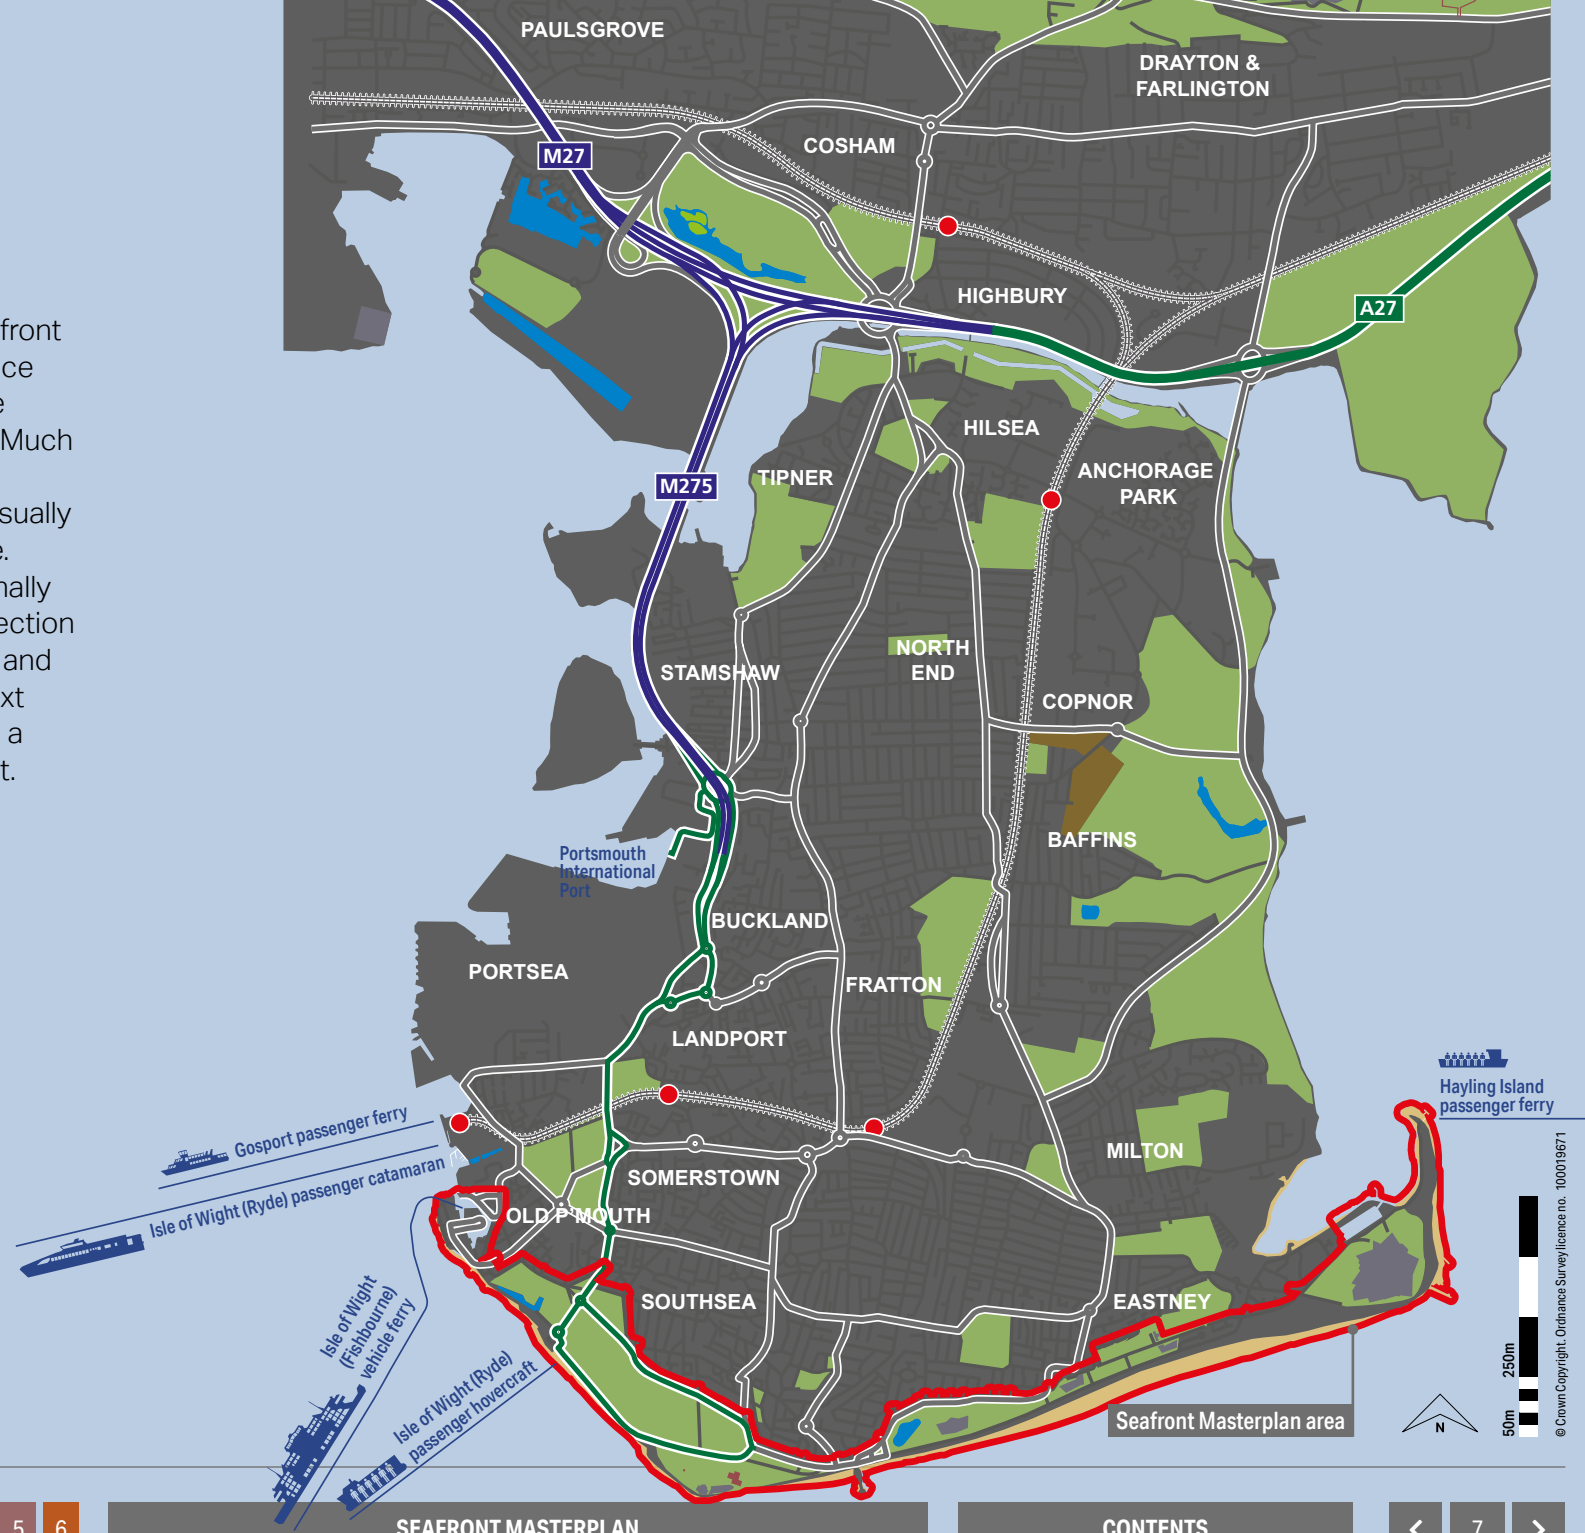 front
ce
e
Much
sually
e.
nally
ection
and
xt
a
t.
PAULSGROVE
DRAYTON &
FARLINGTON
COSHAM
M27
HIGHBURY
A27
HILSEA
TIPNER
ANCHORAGE
PARK
M275
STAMSHAW
NORTH
END
COPNOR
BAFFINS
Portsmouth
International
Port
BUCKLAND
PORTSEA
FRATTON
LANDPORT
Hayling Island
passenger ferry
Gosport passenger ferry
Isle of Wight (Ryde) passenger catamaran
MILTON
SOMERSTOWN
OLD P'MOUTH
SOUTHSEA
EASTNEY
Isle of Wight
(Fishbourne)
vehicle ferry
Isle of Wight (Ryde)
passenger hovercraft
Seafront Masterplan area
N
50m
250m
© Crown Copyright. Ordnance Survey licence no. 100019671
5
6
SEAFRONT MASTERPLAN
CONTENTS
7